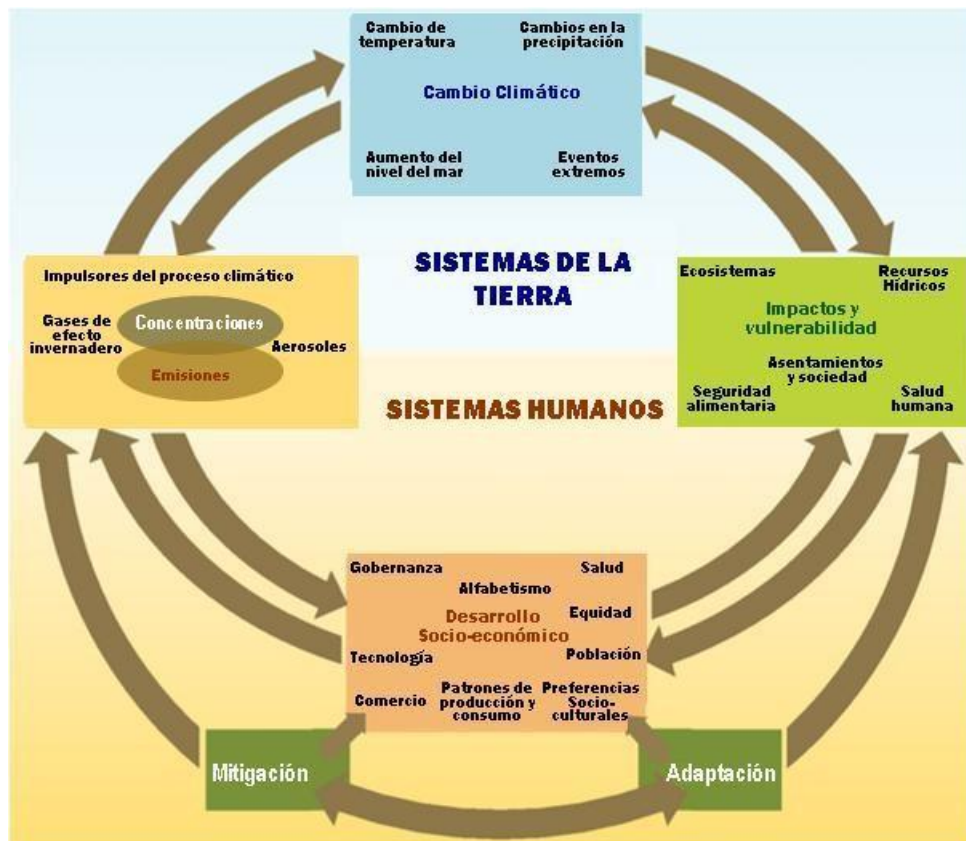 Cambio de
temperatura
Cambios en la
precipitación
Cambio Climático
Aumento del
nivel del mar
Eventos
extremos
SISTEMAS DE LA
TIERRA
Impulsores del proceso climático
Gases de
efecto
invernadero
Concentraciones
Aerosoles
Emisiones
Ecosistemas
Recursos
Hídricos
Impactos y
vulnerabilidad
Asentamientos
y sociedad
Seguridad
alimentaria
Salud
humana
SISTEMAS HUMANOS
Gobernanza
Salud
Alfabetismo
Desarrollo
Socio-económico
Equidad
Tecnología
Población
Comercio
Patrones de
producción y
consumo
Preferencias
Socio-
culturales
Mitigación
Adaptación